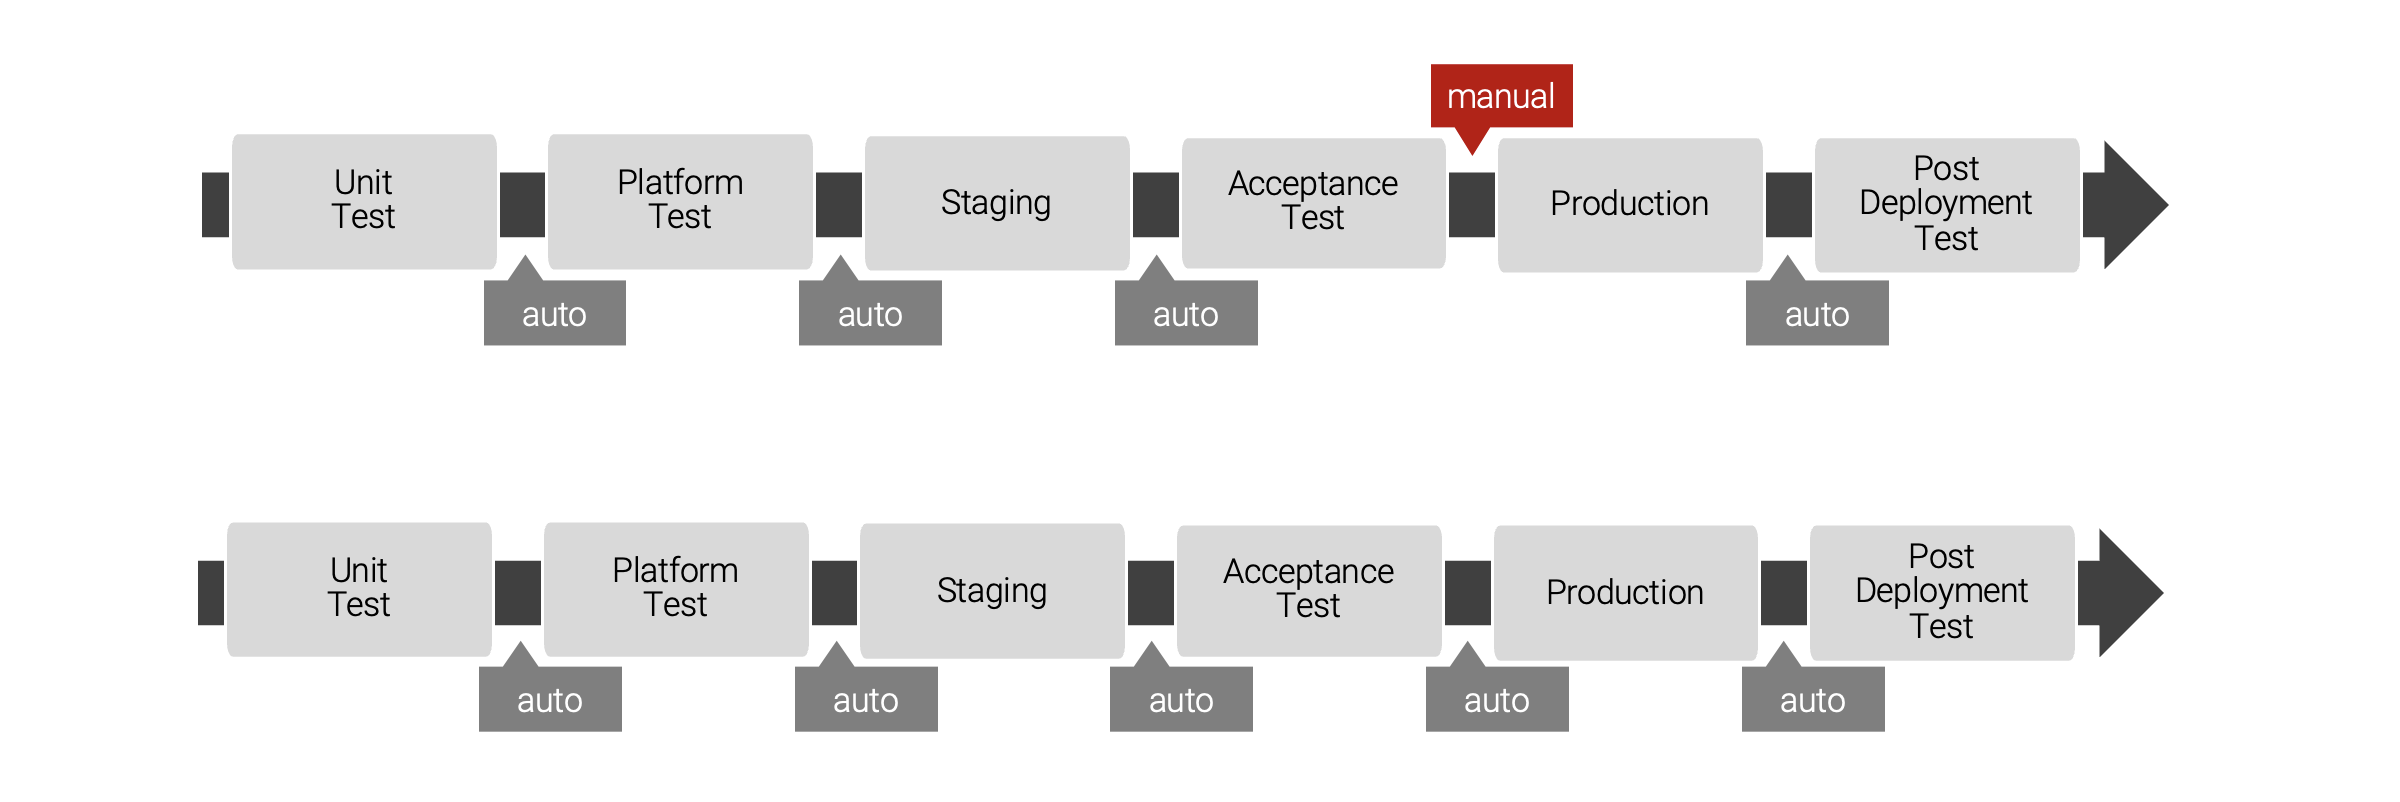 manual
Unit
Test
Platform
Test
Staging
Acceptance
Test
Production
Post
Deployment
Test
auto
auto
auto
auto
Unit
Test
Platform
Test
Staging
Acceptance
Test
Production
Post
Deployment
Test
auto
auto
auto
auto
auto